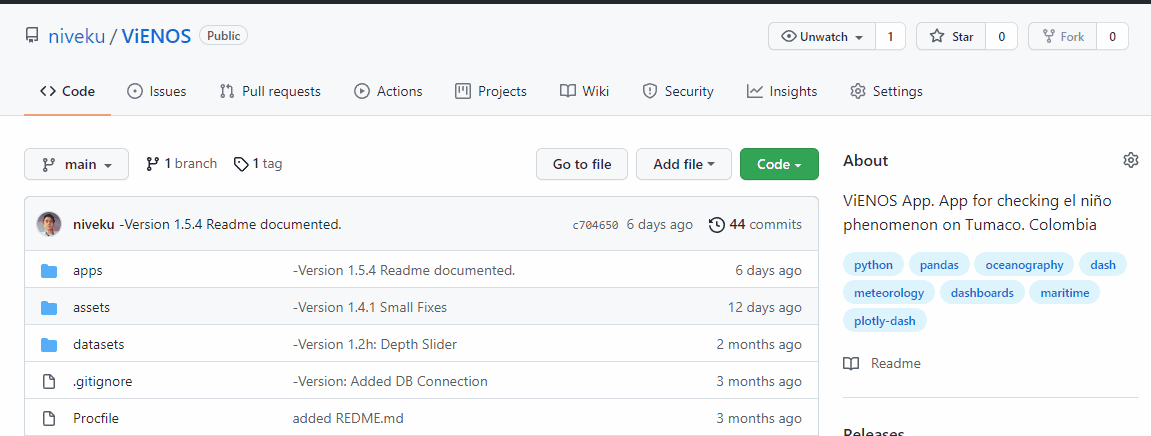 niveku / ViENOS Public
Unwatch 1 Star 0 Fork 0
Code Issues Pull requests Actions Projects Wiki Security Insights Settings
main 1 branch 1 tag Go to file Add file Code
niveku -Version 1.5.4 Readme documented. c704650 6 days ago 44 commits
apps -Version 1.5.4 Readme documented. 6 days ago
assets -Version 1.4.1 Small Fixes 12 days ago
datasets -Version 1.2h: Depth Slider 2 months ago
.gitignore -Version: Added DB Connection 3 months ago
Procfile added REDME.md 3 months ago
About
ViENOS App. App for checking el niño
phenomenon on Tumaco. Colombia
python pandas oceanography dash
meteorology dashboards maritime
plotly-dash
Readme
Releases